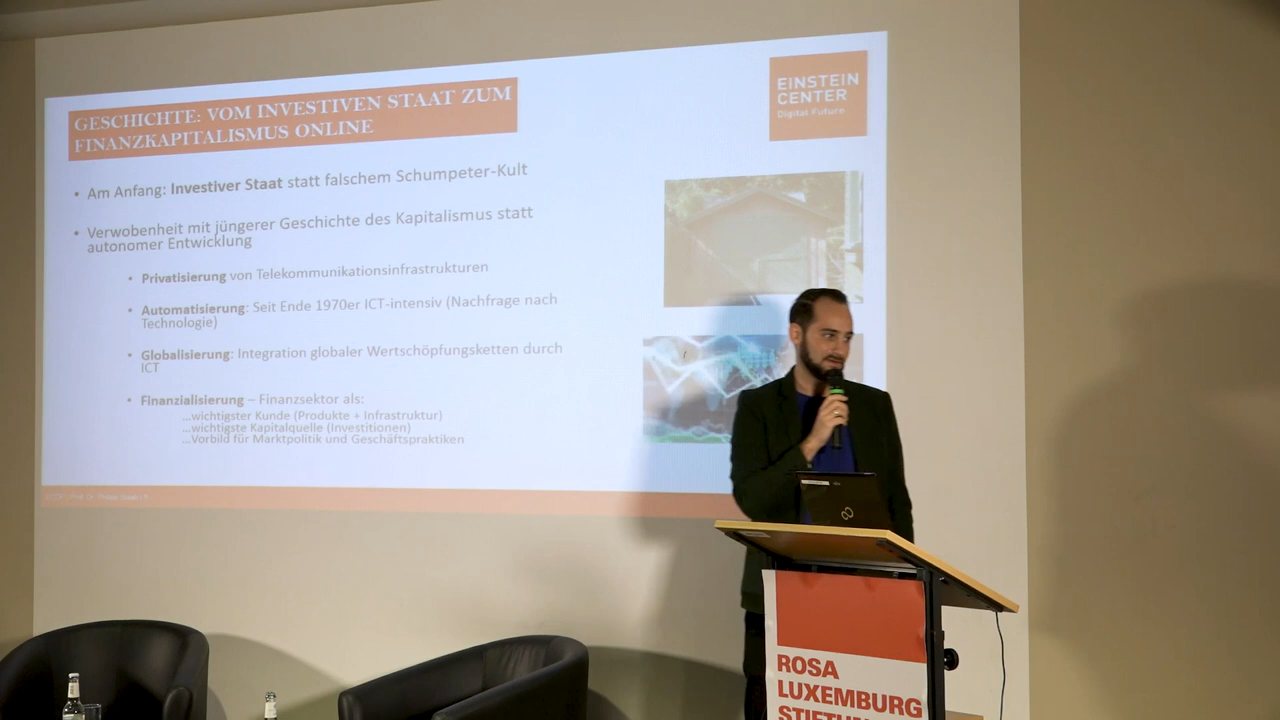 GESCHICHTE: VOM INVESTIVEN STAAT ZUM
FINANZKAPITALISMUS ONLINE
EINSTEIN
CENTER
Digital Future
• Am Anfang: Investiver Staat statt falschem Schumpeter-Kult
• Verwobenheit mit jüngerer Geschichte des Kapitalismus statt
autonomer Entwicklung
• Privatisierung von Telekommunikationsinfrastrukturen
• Automatisierung: Seit Ende 1970er ICT-intensiv (Nachfrage nach
Technologie)
• Globalisierung: Integration globaler Wertschöpfungsketten durch
ICT
• Finanzialisierung – Finanzsektor als:
...wichtigster Kunde (Produkte + Infrastruktur)
...wichtigste Kapitalquelle (Investitionen)
...Vorbild für Marktpolitik und Geschäftspraktiken
ROSA
LUXEMBURG
STIFTUNG